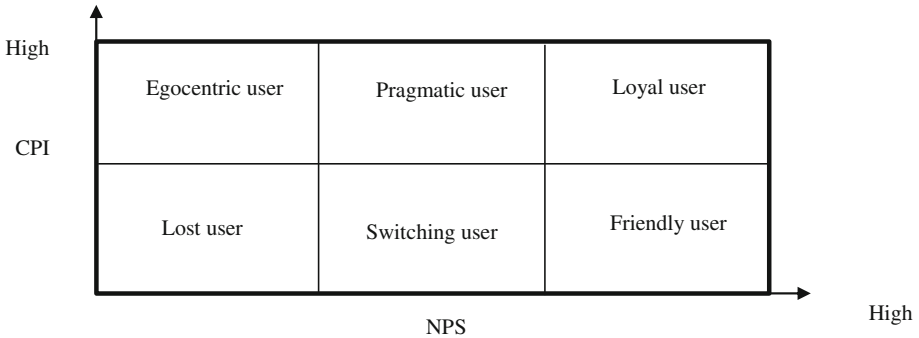 High
Egocentric user
Pragmatic user
Loyal user
CPI
Lost user
Switching user
Friendly user
NPS
High